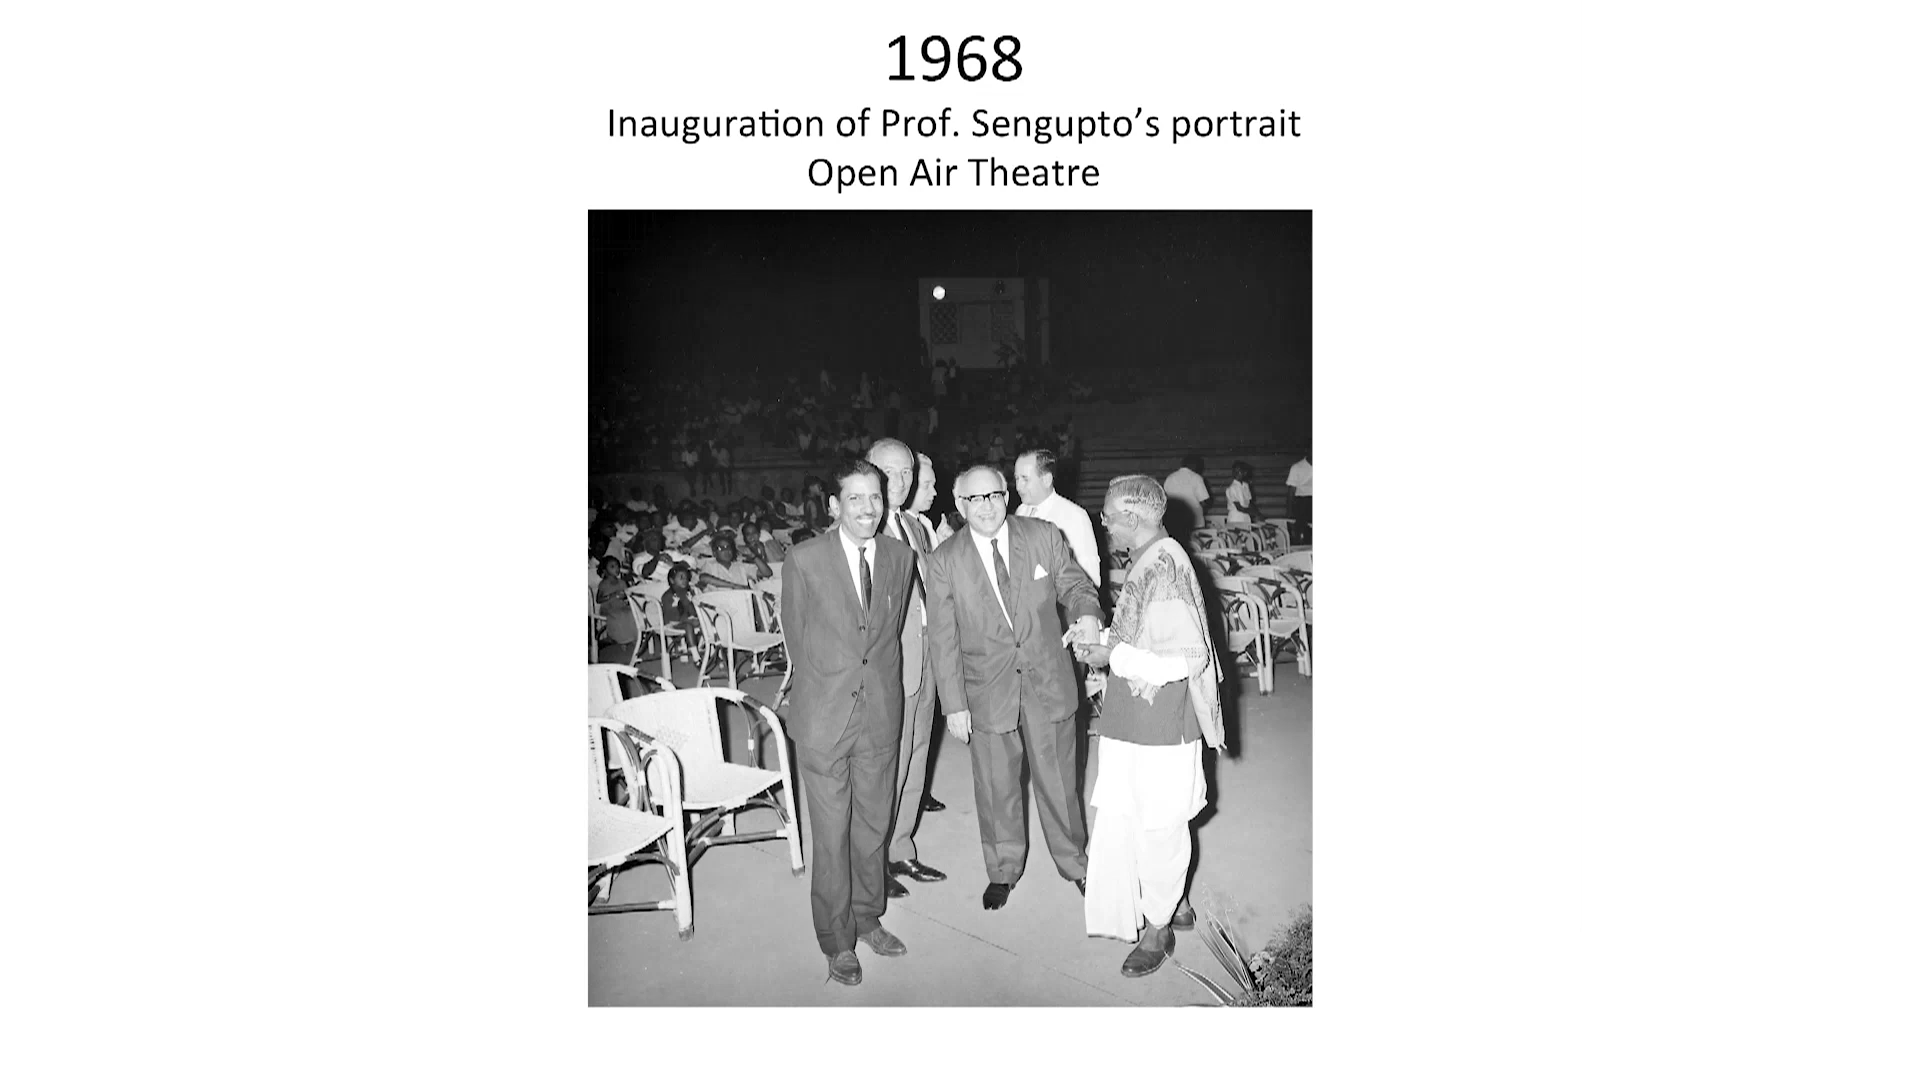 1968
Inauguration of Prof. Sengupto’s portrait
Open Air Theatre